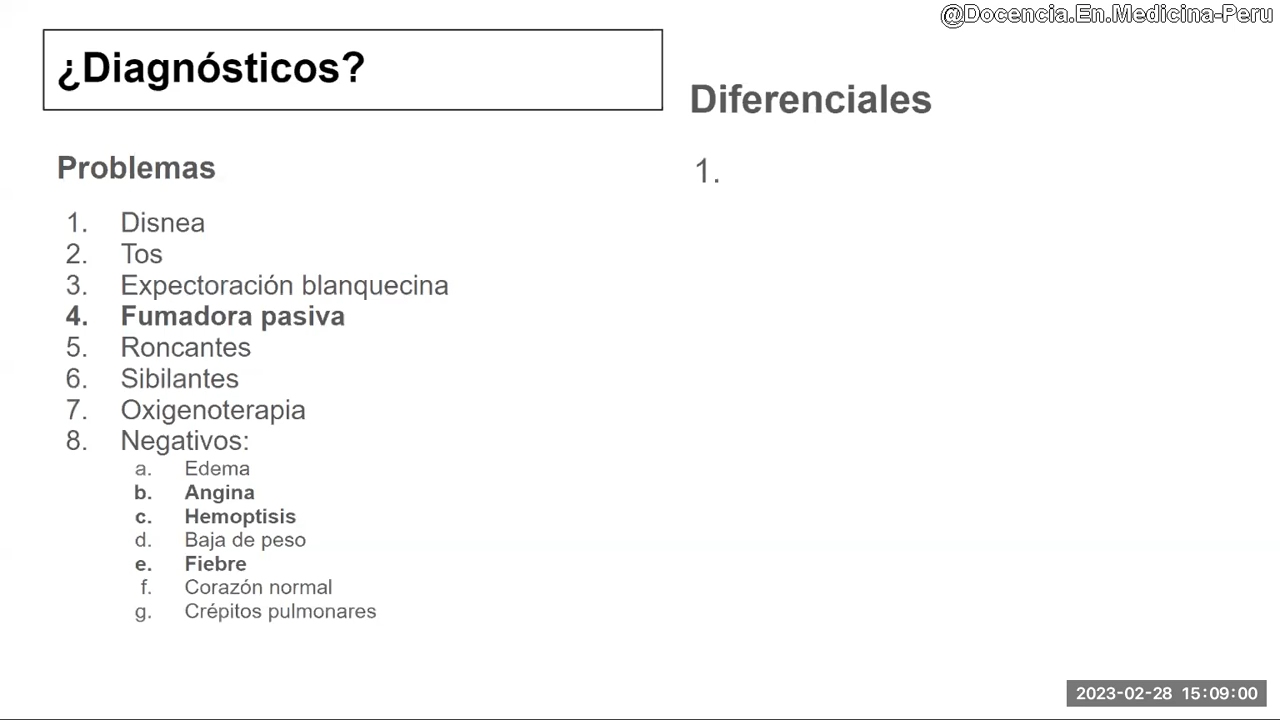 @Docencia.En.Medicina-Peru
¿Diagnósticos?
Problemas
1. Disnea
2. Tos
3. Expectoración blanquecina
4. Fumadora pasiva
5. Roncantes
6. Sibilantes
7. Oxigenoterapia
8. Negativos:
a. Edema
b. Angina
c. Hemoptisis
d. Baja de peso
e. Fiebre
f. Corazón normal
g. Crépitos pulmonares
Diferenciales
1.
2023-02-28 15:09:00